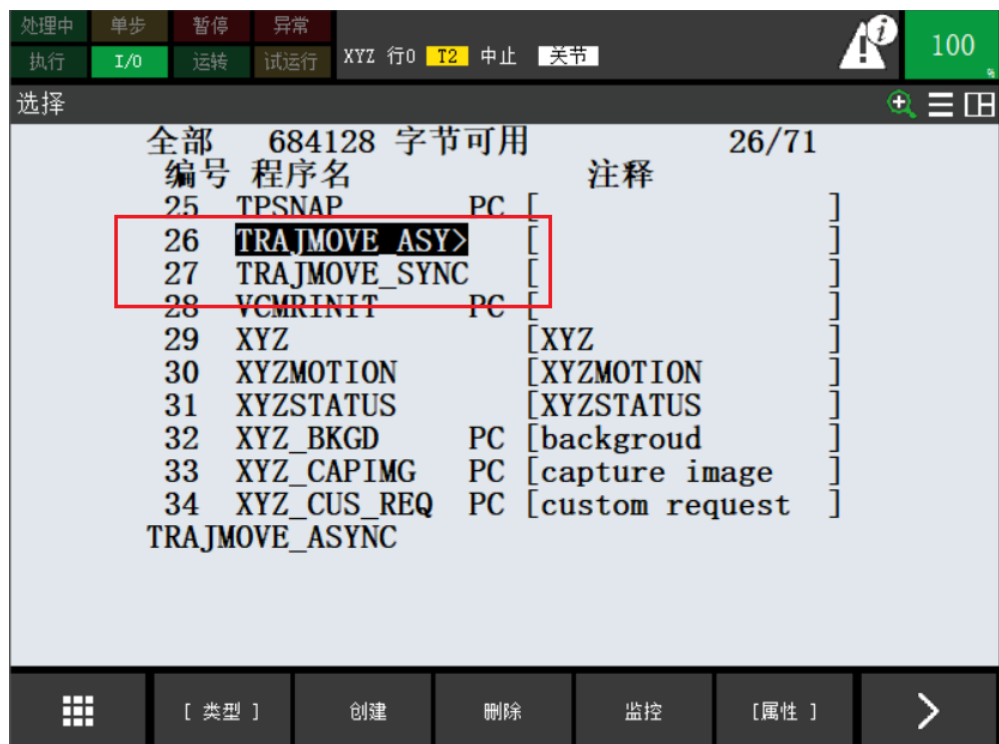 处理中 单步 暂停 异常
执行 I/O 运转 试运行 XYZ 行0 T2 中止 关节 100 %
选择
全部 684128 字节可用 26/71
编号 程序名 注释
25 TPSNAP PC [ ]
26 TRAJMOVE_ASY> [ ]
27 TRAJMOVE_SYNC [ ]
28 VCMRINIT PC [ ]
29 XYZ [XYZ ]
30 XYZMOTION [XYZMOTION ]
31 XYZSTATUS [XYZSTATUS ]
32 XYZ_BKGD PC [backgroud ]
33 XYZ_CAPIMG PC [capture image ]
34 XYZ_CUS_REQ PC [custom request ]
TRAJMOVE_ASYNC
[ 类型 ] 创建 删除 监控 [属性 ]